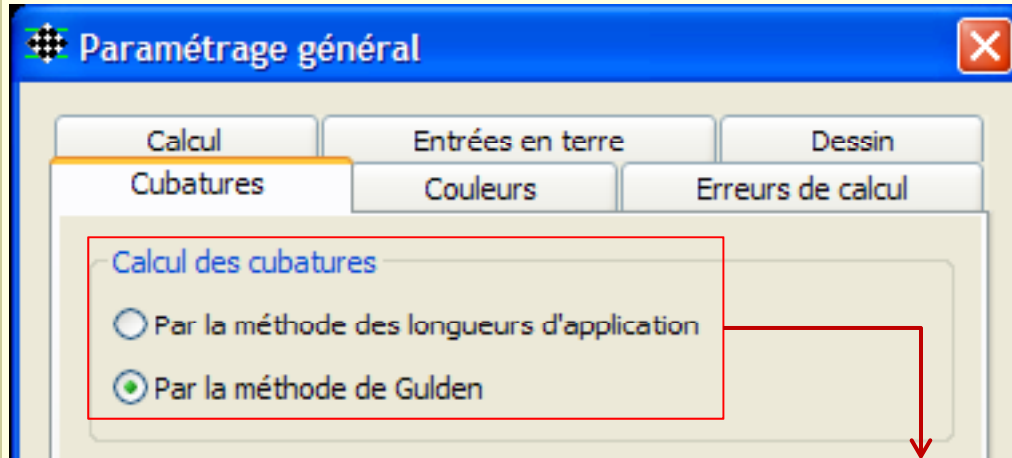 Paramétrage général
Calcul Entrées en terre Dessin
Cubatures Couleurs Erreurs de calcul
Calcul des cubatures
Par la méthode des longueurs d'application
Par la méthode de Gulden